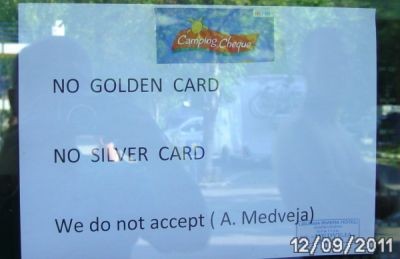 Camping Cheque
NO GOLDEN CARD
NO SILVER CARD
We do not accept ( A. Medveja)
12/09/2011